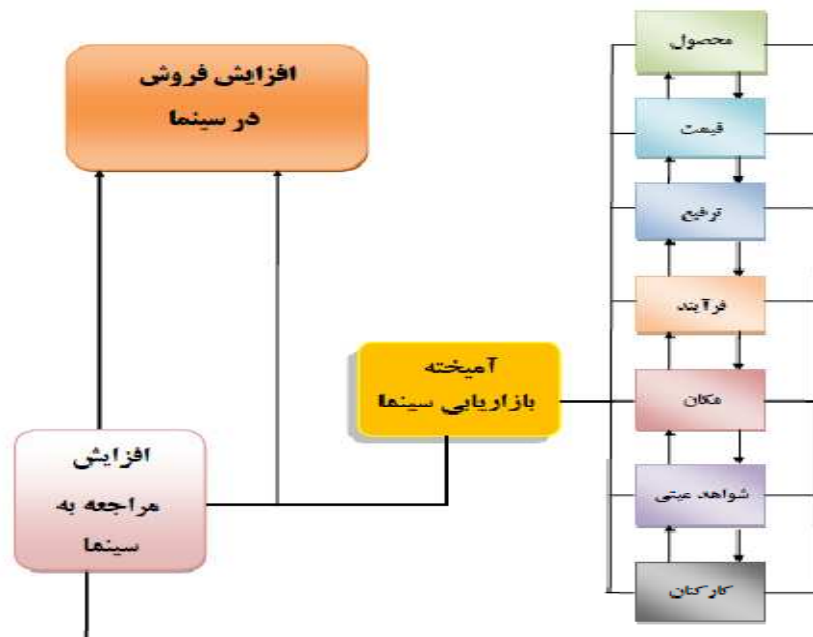 افزایش فروش
در سینما
محصول
قیمت
ترفیع
فرآیند
آمیخته
بازاریابی سینما
مکان
افزایش
مراجعه به
سینما
شواهد عینی
کارکنان